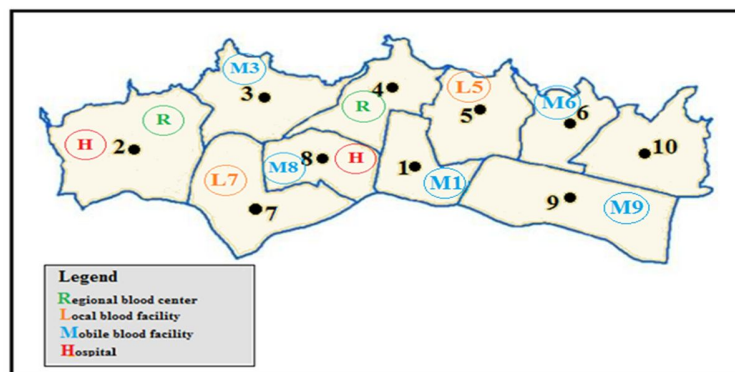 M3
3
4
L5
M6
6
R
R
5
H
2
8
H
10
L7
M8
1
M1
7
9
M9
Legend
Regional blood center
Local blood facility
Mobile blood facility
Hospital